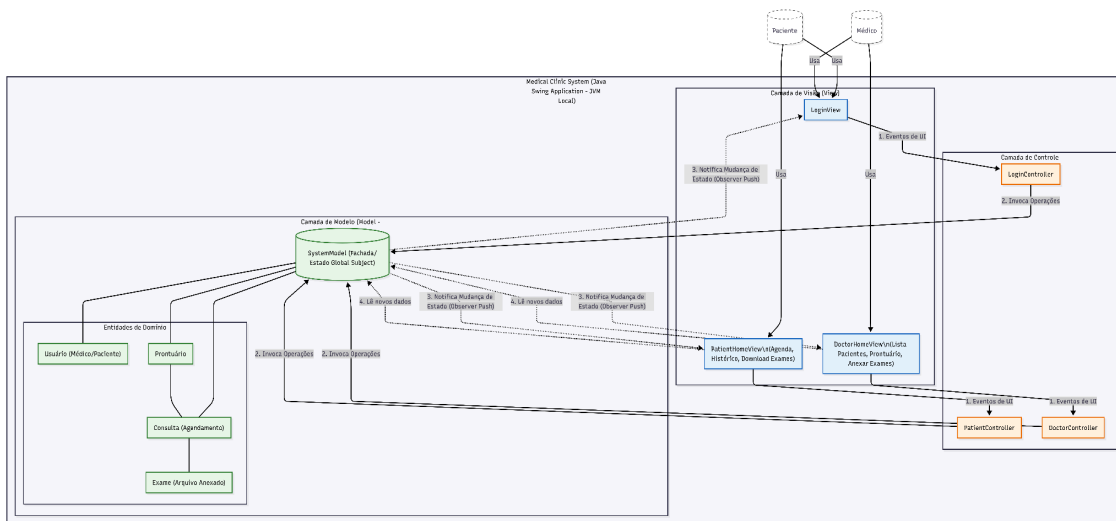 Paciente
Médico
Usa
Usa
Medical Clinic System (Java
Swing Application - JVM
Local)
Camada de Visão (View)
LoginView
1. Eventos de UI
Camada de Controle
LoginController
3. Notifica Mudança de
Estado (Observer Push)
Usa
Usa
2. Invoca Operações
Camada de Modelo (Model -
SystemModel (Fachada/
Estado Global Subject)
4. Lê novos dados
3. Notifica Mudança de
Estado (Observer Push)
4. Lê novos dados
3. Notifica Mudança de
Estado (Observer Push)
Entidades de Domínio
Usuário (Médico/Paciente)
Prontuário
2. Invoca Operações
2. Invoca Operações
PatientHomeView\n(Agenda,
Histórico, Download Exames)
DoctorHomeView\n(Lista
Pacientes, Prontuário,
Anexar Exames)
1. Eventos de UI
1. Eventos de UI
Consulta (Agendamento)
PatientController
DoctorController
Exame (Arquivo Anexado)